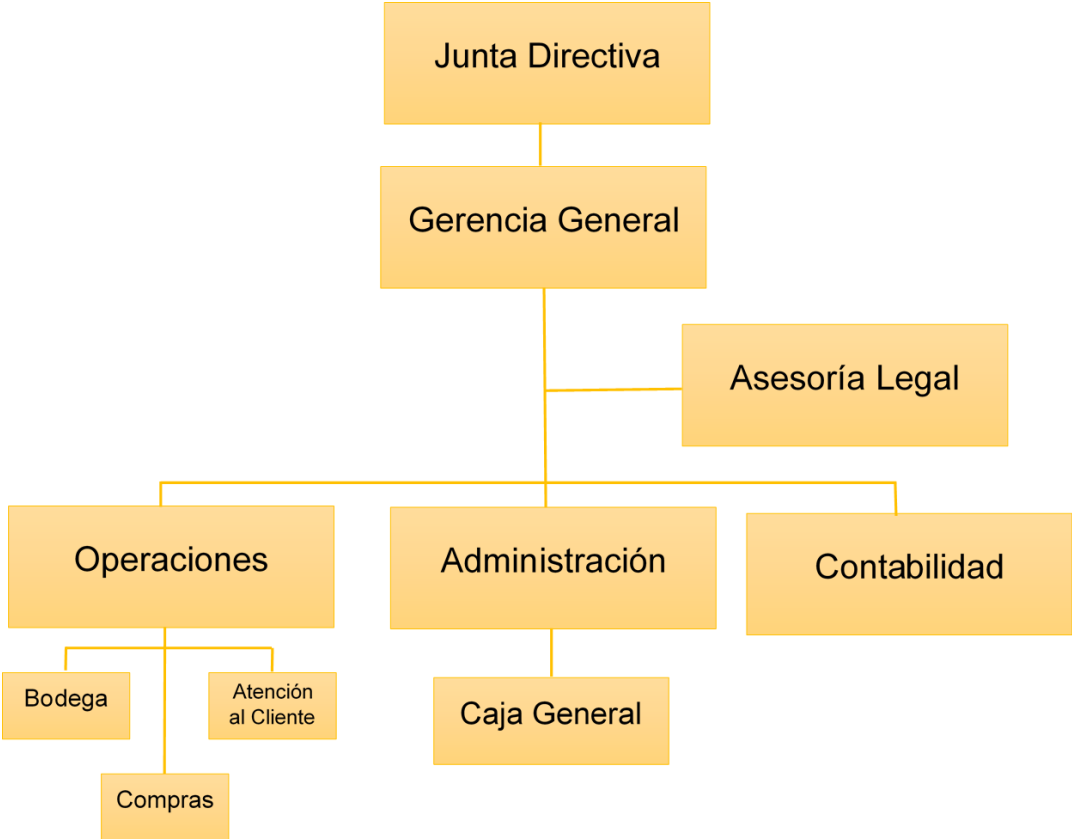 Junta Directiva
Gerencia General
Asesoría Legal
Operaciones
Administración
Contabilidad
Bodega
Atención
al Cliente
Caja General
Compras